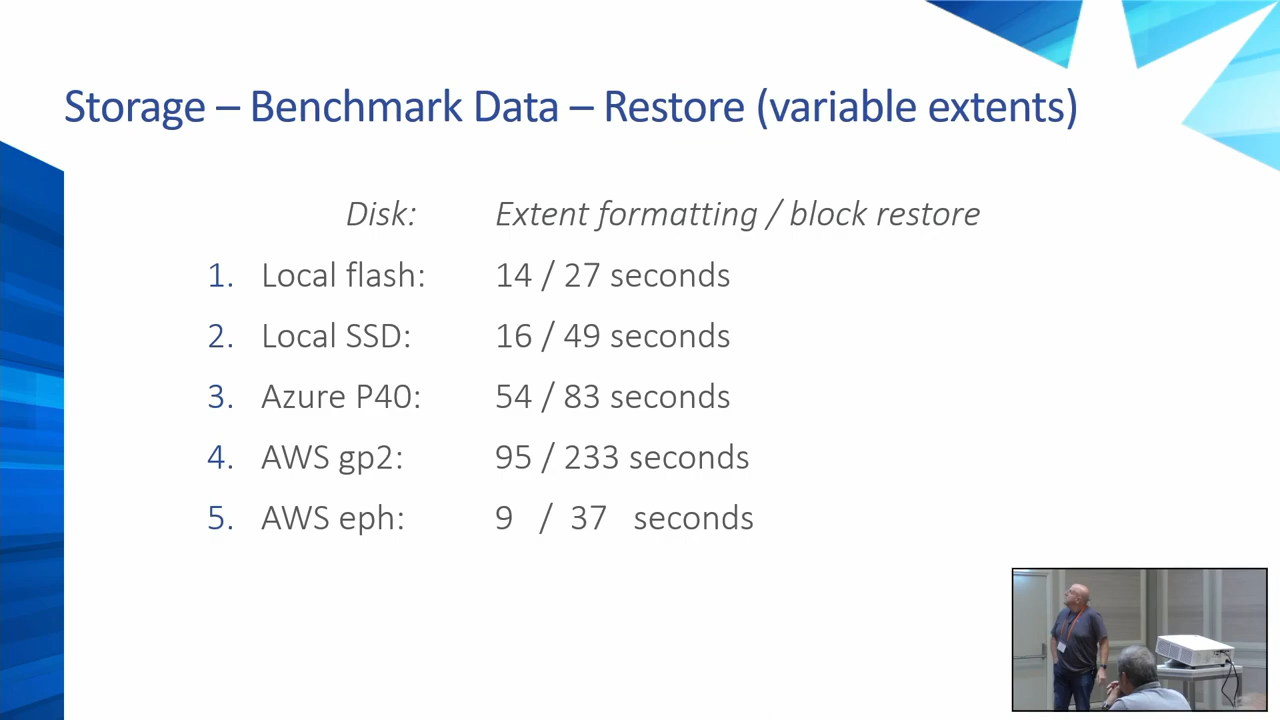 Storage – Benchmark Data – Restore (variable extents)
Disk: Extent formatting / block restore
1. Local flash: 14 / 27 seconds
2. Local SSD: 16 / 49 seconds
3. Azure P40: 54 / 83 seconds
4. AWS gp2: 95 / 233 seconds
5. AWS eph: 9 / 37 seconds